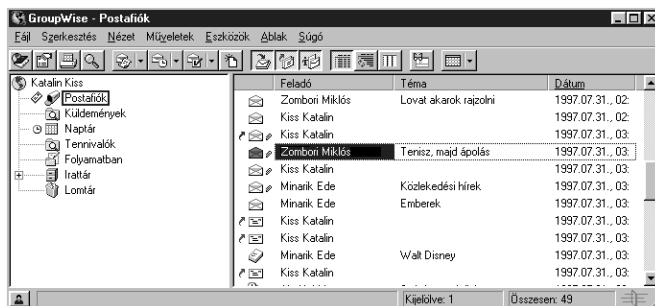 GroupWise - Postafiók
Fájl Szerkesztés Nézet Műveletek Eszközök Ablak Súgó
Katalin Kiss
Postafiók
Küldemények
Naptár
Tennivalók
Folyamatban
Irattár
Lomtár
Feladó Téma Dátum
Zombori Miklós Lovat akarok rajzolni 1997.07.31., 02:
Kiss Katalin 1997.07.31., 02:
Kiss Katalin 1997.07.31., 03:
Zombori Miklós Tenisz, majd ápolás 1997.07.31., 03:
Kiss Katalin 1997.07.31., 03:
Minarik Ede Közlekedési hírek 1997.07.31., 03:
Minarik Ede Emberek 1997.07.31., 03:
Kiss Katalin 1997.07.31., 03:
Kiss Katalin 1997.07.31., 03:
Minarik Ede Walt Disney 1997.07.31., 03:
Kiss Katalin 1997.07.31., 03:
Kijelölve: 1 Összesen: 49